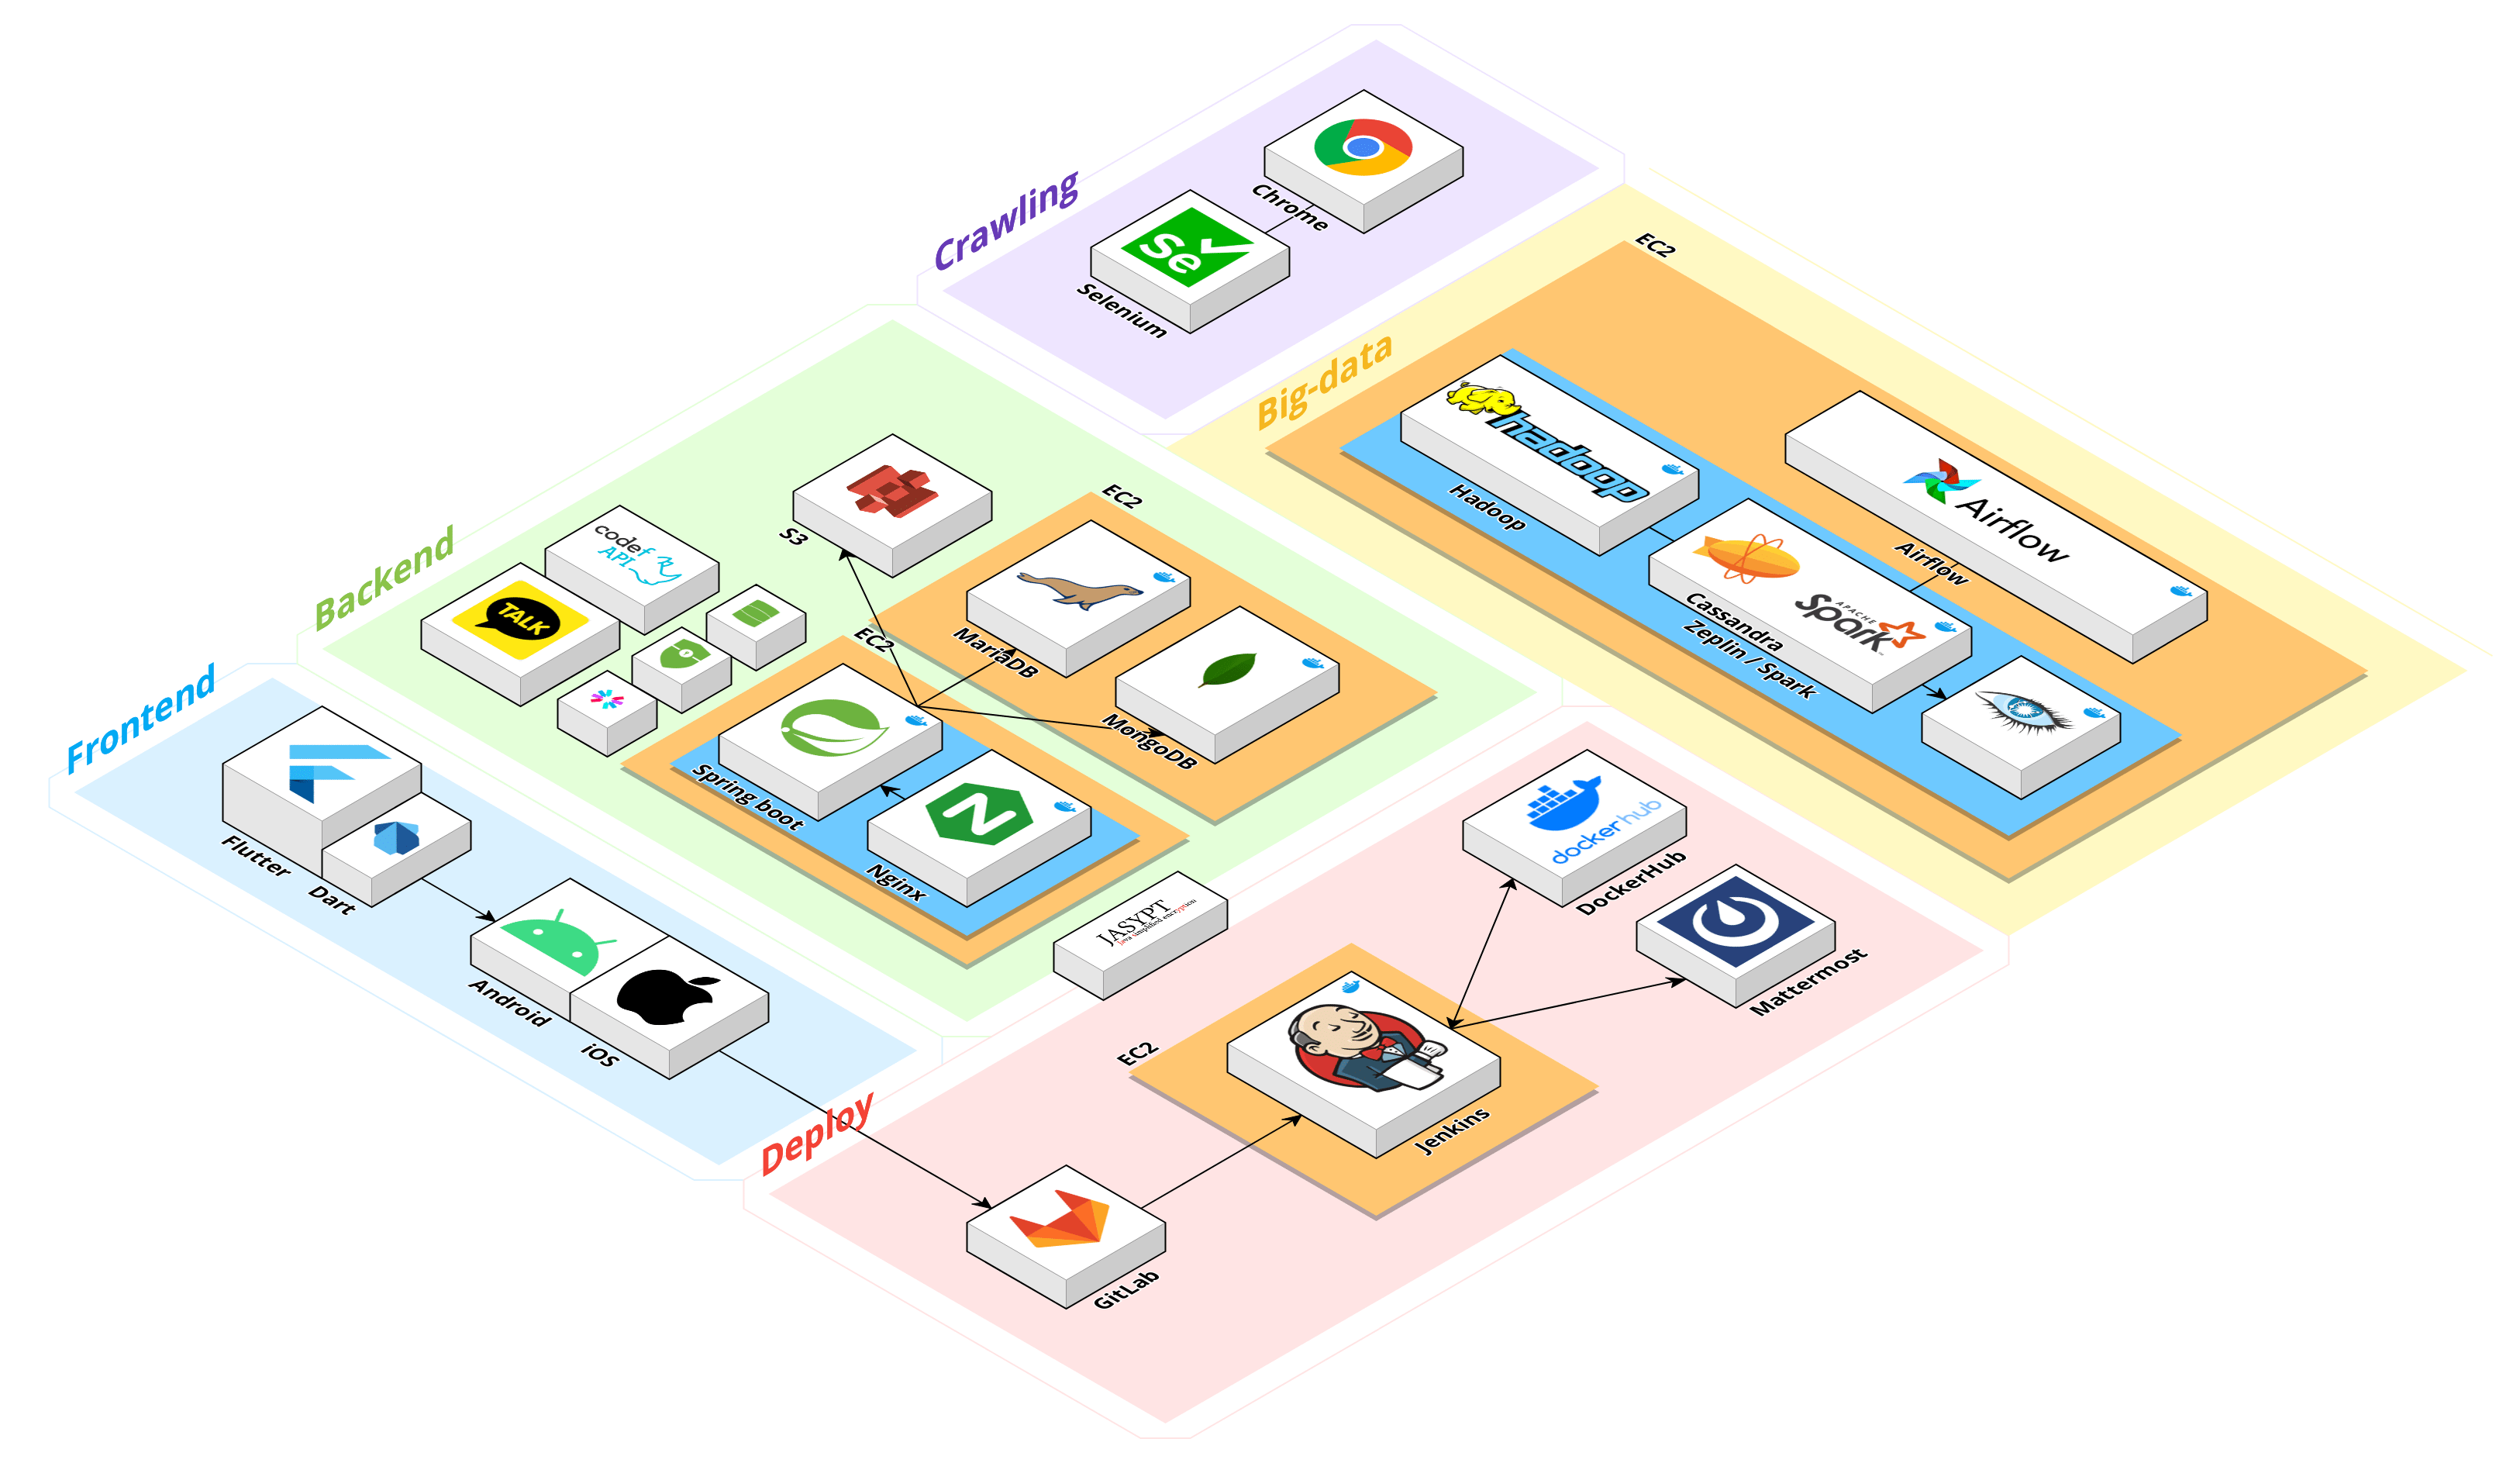 Crawling
Chrome
Selenium
Se
Big-data
EC2
hadoop
Hadoop
Airflow
Airflow
APACHE
Spark
Cassandra
Zeplin / Spark
Backend
S3
codef
API
TALK
EC2
MariaDB
MongoDB
EC2
Spring boot
Nginx
JASYPT
Java simplified encryption
Frontend
Flutter
Dart
Android
iOS
Deploy
docker hub
DockerHub
Mattermost
EC2
Jenkins
GitLab